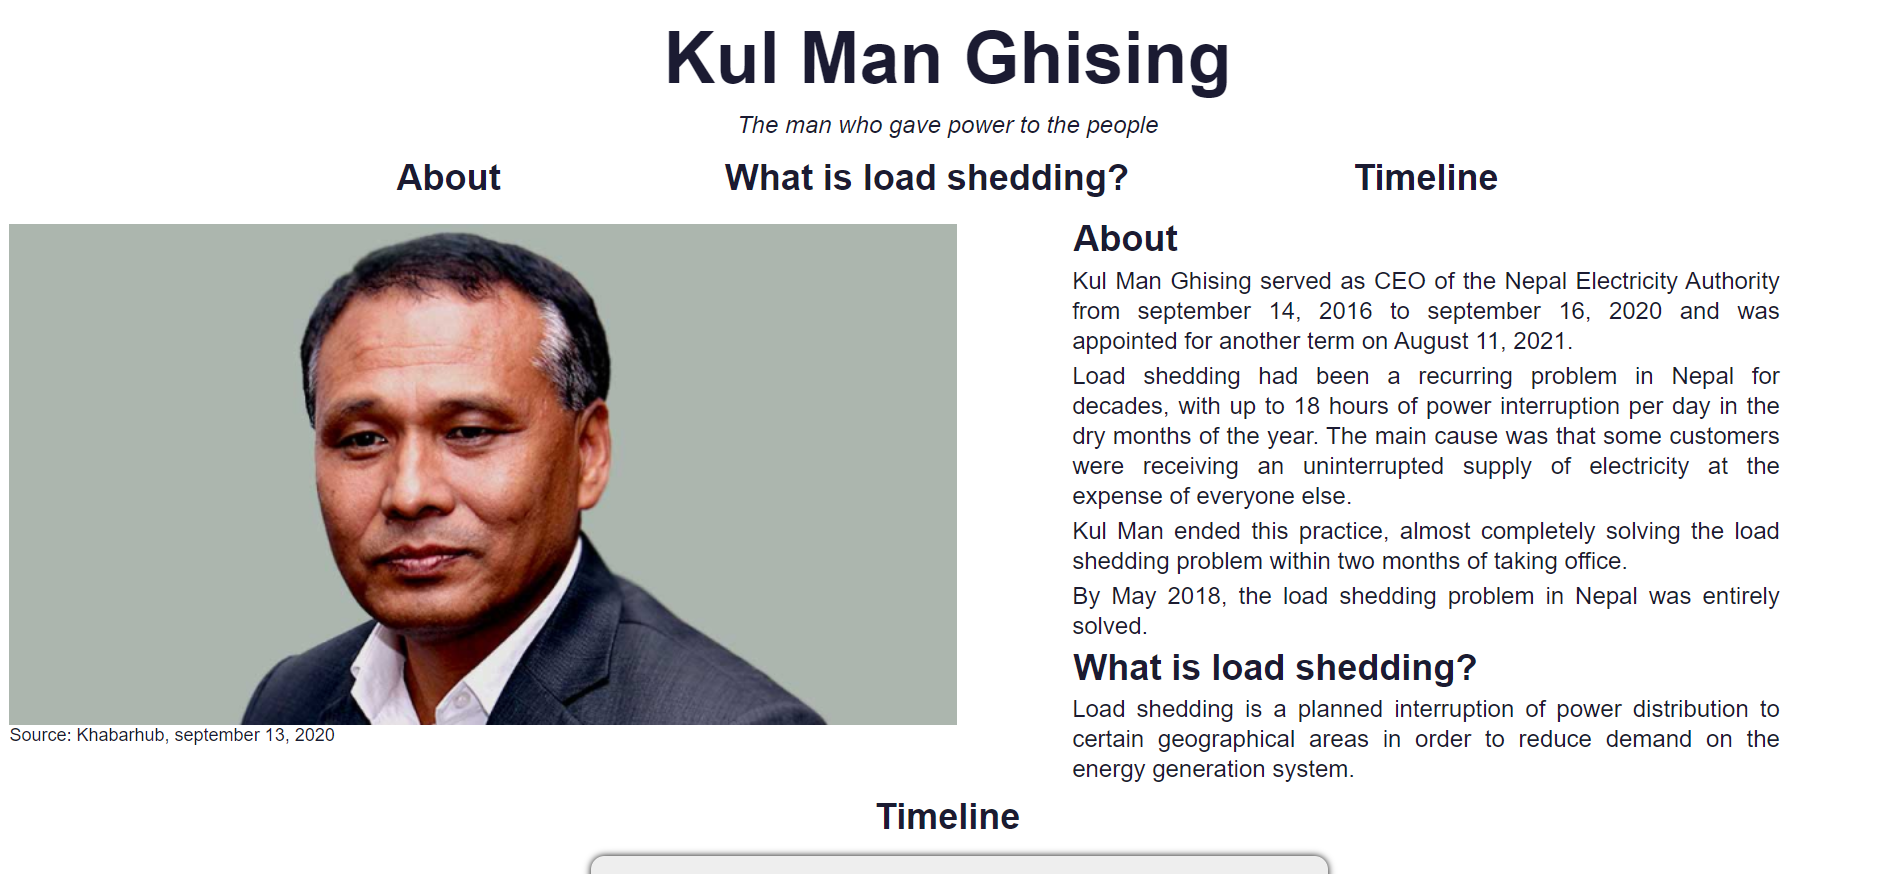 Kul Man Ghising
The man who gave power to the people
About
What is load shedding?
Timeline
Source: Khabarhub, september 13, 2020
About
Kul Man Ghising served as CEO of the Nepal Electricity Authority
from september 14, 2016 to september 16, 2020 and was
appointed for another term on August 11, 2021.
Load shedding had been a recurring problem in Nepal for
decades, with up to 18 hours of power interruption per day in the
dry months of the year. The main cause was that some customers
were receiving an uninterrupted supply of electricity at the
expense of everyone else.
Kul Man ended this practice, almost completely solving the load
shedding problem within two months of taking office.
By May 2018, the load shedding problem in Nepal was entirely
solved.
What is load shedding?
Load shedding is a planned interruption of power distribution to
certain geographical areas in order to reduce demand on the
energy generation system.
Timeline